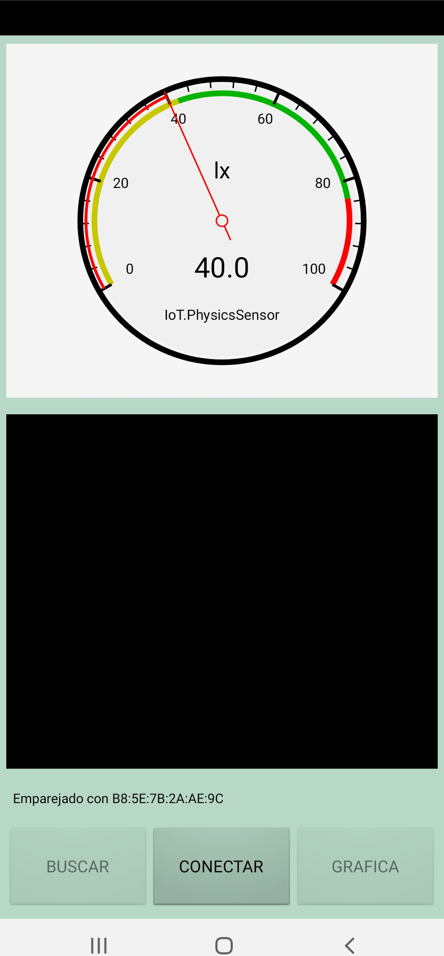 40
60
lx
20
80
0
40.0
100
IoT.PhysicsSensor
Emparejado con B8:5E:7B:2A:AE:9C
BUSCAR
CONECTAR
GRAFICA